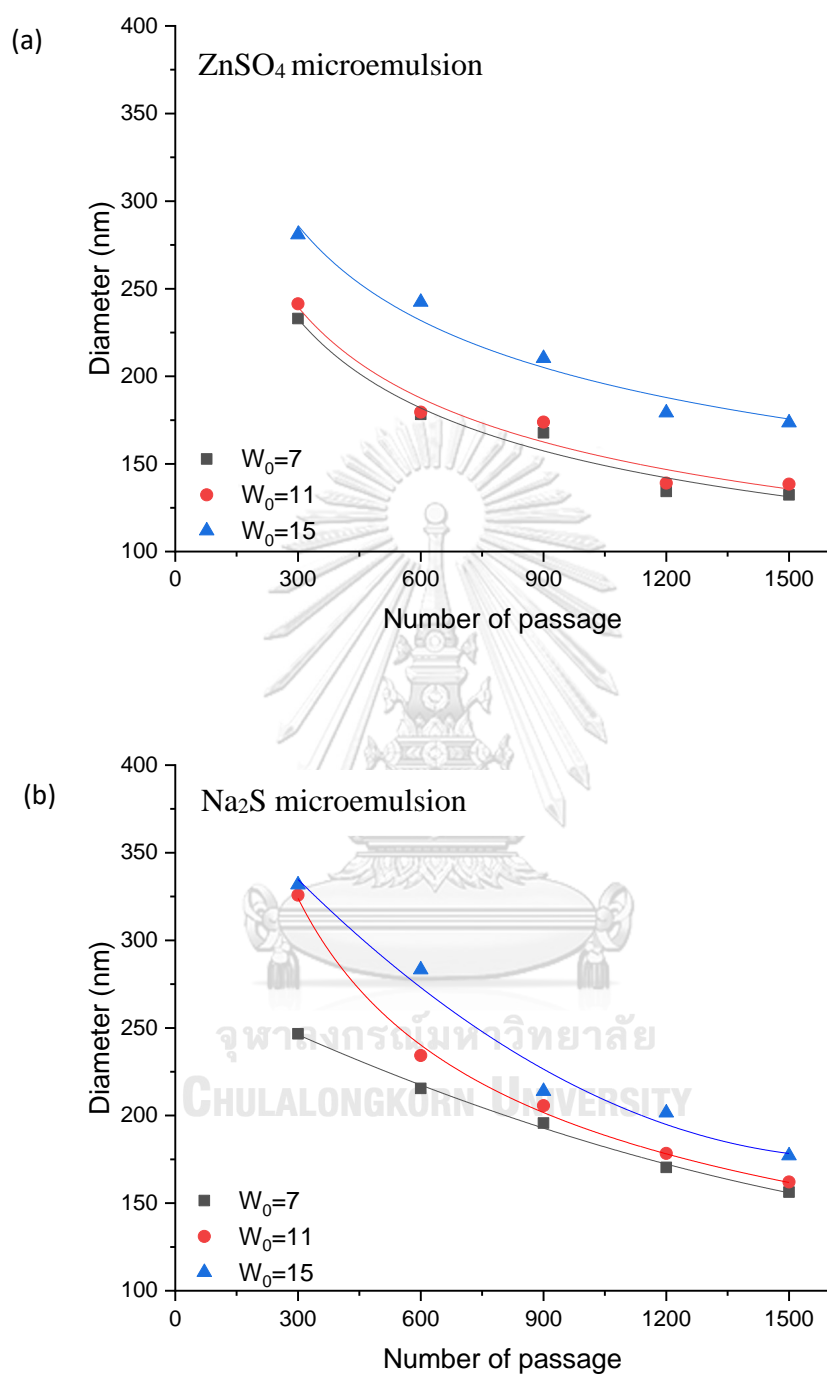 (a)
ZnSO₄ microemulsion
400
350
300
250
200
150
100
Diameter (nm)
W₀=7
W₀=11
W₀=15
0 300 600 900 1200 1500
Number of passage
(b)
Na₂S microemulsion
400
350
300
250
200
150
100
Diameter (nm)
จุฬาลงกรณ์มหาวิทยาลัย
CHULALONGKORN UNIVERSITY
W₀=7
W₀=11
W₀=15
0 300 600 900 1200 1500
Number of passage